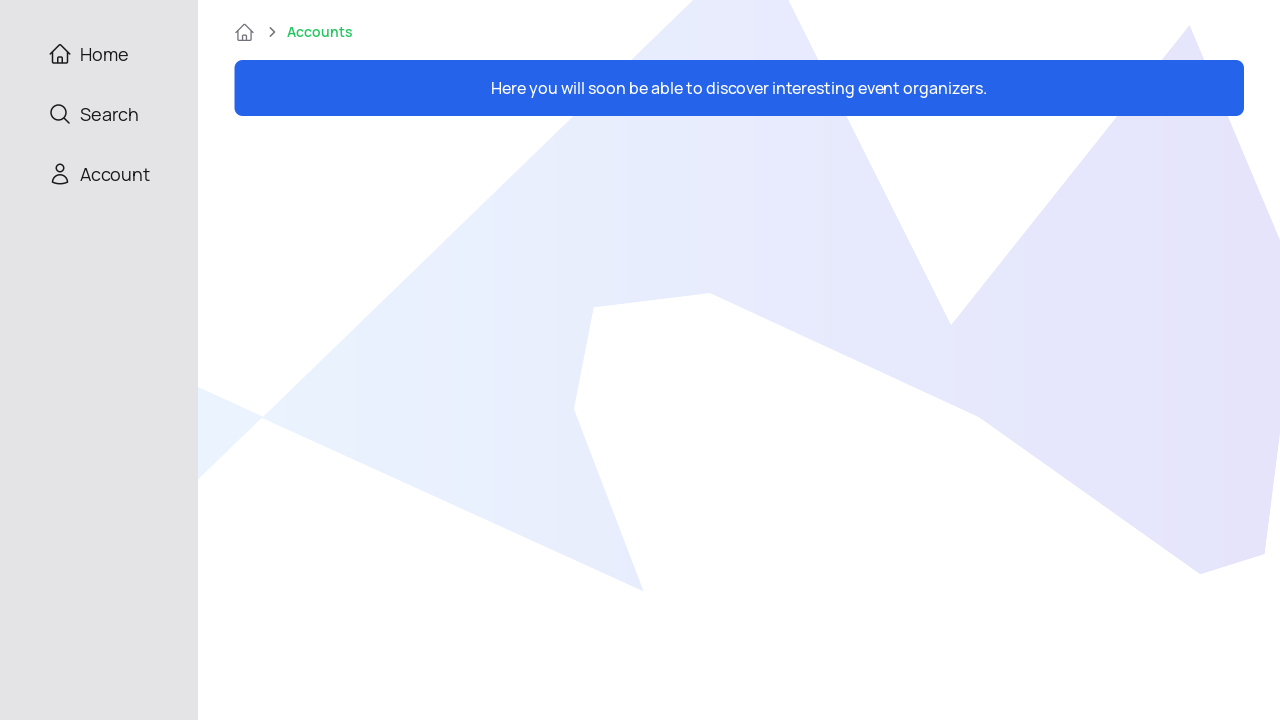 Home
Search
Account
Accounts
Here you will soon be able to discover interesting event organizers.